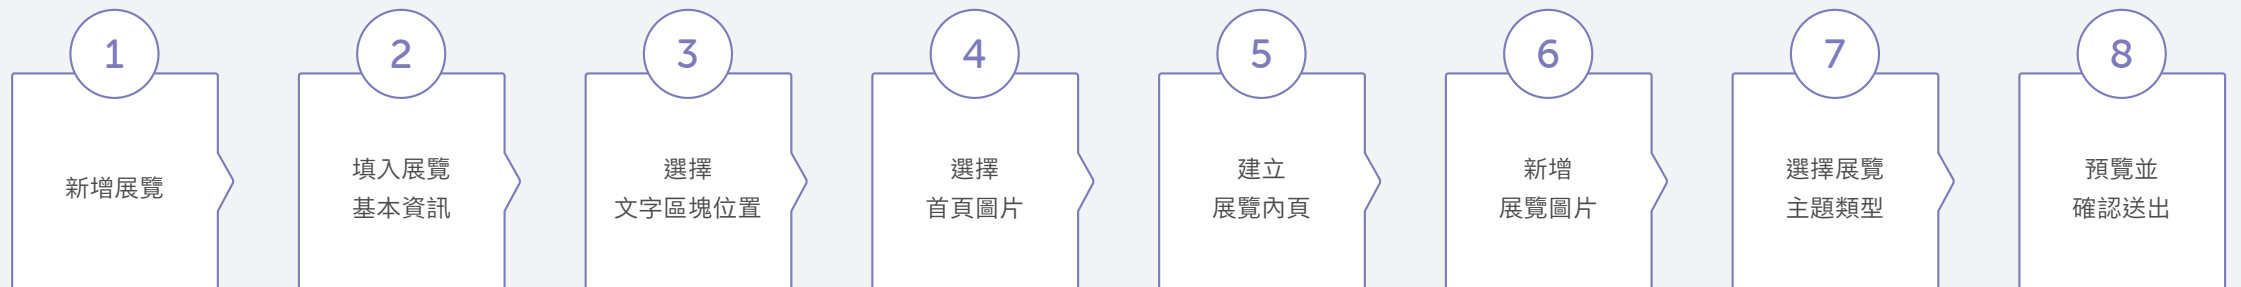 1
新增展覽
2
填入展覽
基本資訊
3
選擇
文字區塊位置
4
選擇
首頁圖片
5
建立
展覽內頁
6
新增
展覽圖片
7
選擇展覽
主題類型
8
預覽並
確認送出